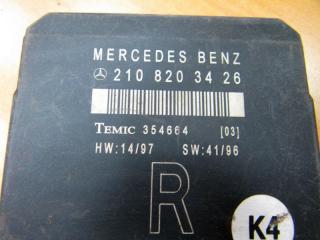 MERCEDES BENZ
210 820 34 26
TEMIC 354664 [03]
HW:14/97 SW:41/96
R
K4